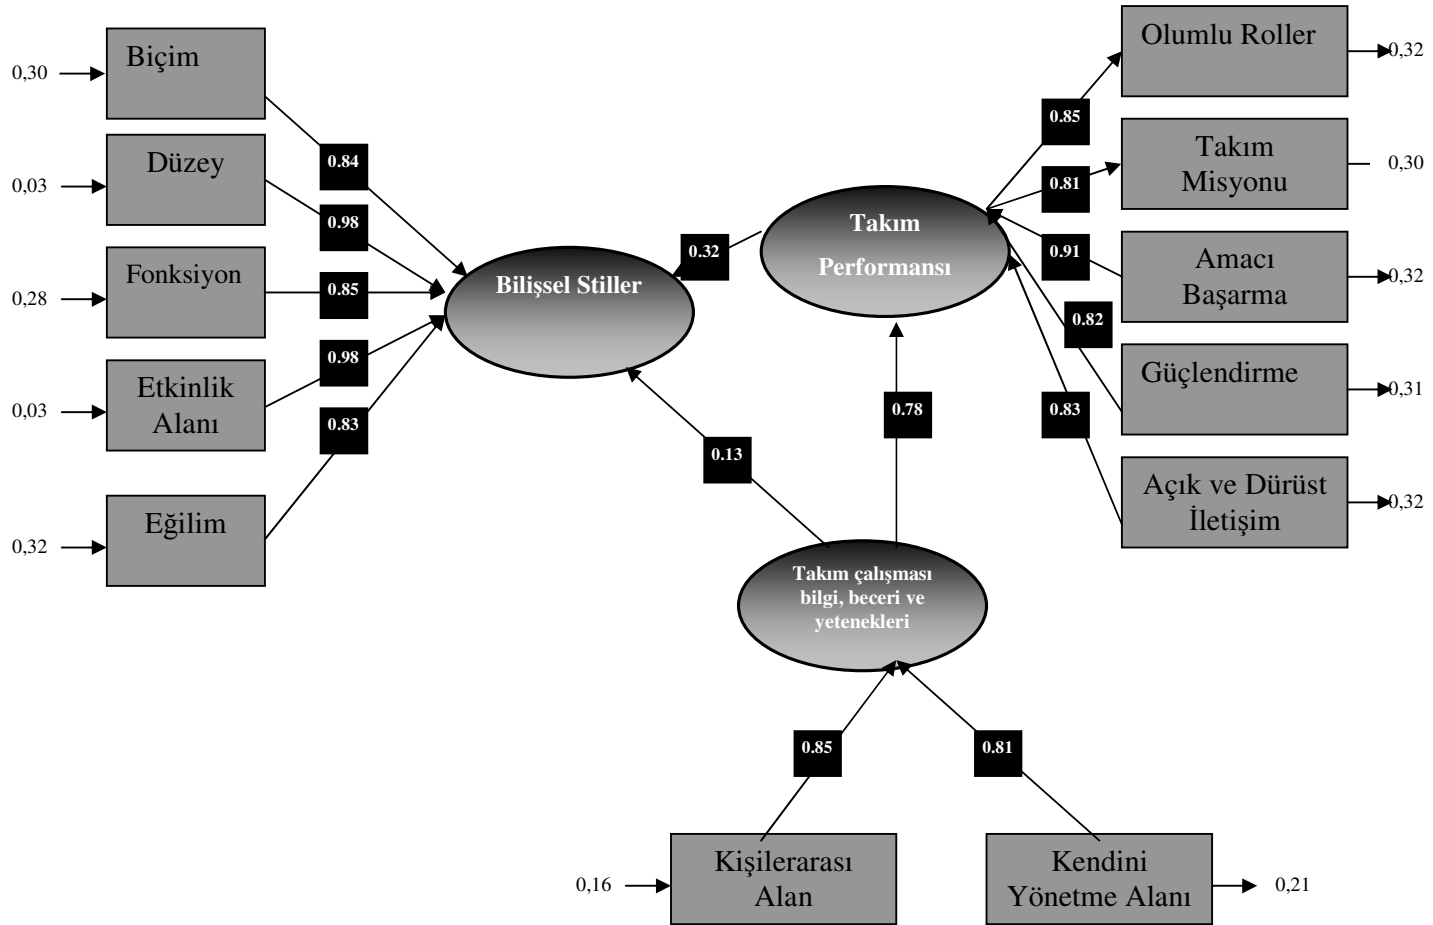 Biçim
0,30
0.84
Düzey
0,03
0.98
Fonksiyon
0,28
0.85
Etkinlik
Alanı
0,03
0.98
Eğilim
0,32
0.83
Bilişsel Stiller
0.32
Takım
Performansı
0.13
0.78
Takım çalışması
bilgi, beceri ve
yetenekleri
Olumlu Roller
0,32
0.85
Takım
Misyonu
0,30
0.81
Amacı
Başarma
0,32
0.91
Güçlendirme
0,31
0.82
Açık ve Dürüst
İletişim
0,32
0.83
0.85
0.81
0,16
Kişilerarası
Alan
Kendini
Yönetme Alanı
0,21